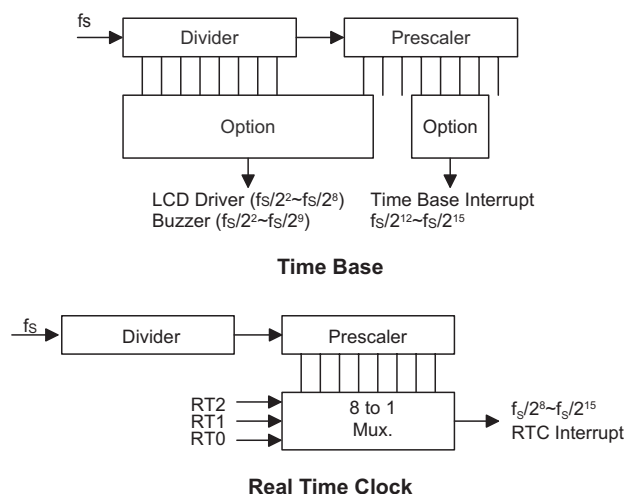 fs
Divider
Prescaler
Option
Option
LCD Driver (fs/2²~fs/2⁸)
Buzzer (fs/2²~fs/2⁹)
Time Base Interrupt
fs/2¹²~fs/2¹⁵
Time Base
fs
Divider
Prescaler
RT2
RT1
RT0
8 to 1
Mux.
fs/2⁸~fs/2¹⁵
RTC Interrupt
Real Time Clock